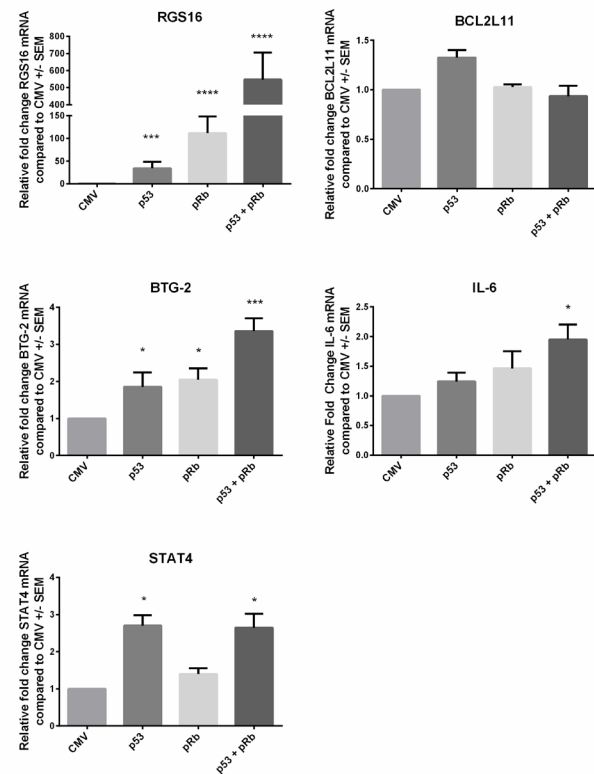 RGS16
Relative fold change RGS16 mRNA
compared to CMV +/- SEM
800
700
600
500
400
300
200
150
100
50
0
***
****
****
CMV
p53
pRb
p53 + pRb
BCL2L11
Relative fold change BCL2L11 mRNA
compared to CMV +/- SEM
1.5
1.0
0.5
0.0
CMV
p53
pRb
p53 + pRb
BTG-2
Relative fold change BTG-2 mRNA
compared to CMV +/- SEM
4
3
2
1
0
*
*
***
CMV
p53
pRb
p53 + pRb
IL-6
Relative Fold Change IL-6 mRNA
compared to CMV +/- SEM
2.5
2.0
1.5
1.0
0.5
0.0
*
CMV
p53
pRb
p53 + pRb
STAT4
Relative fold change STAT4 mRNA
compared to CMV +/- SEM
4
3
2
1
0
*
*
CMV
p53
pRb
p53 + pRb